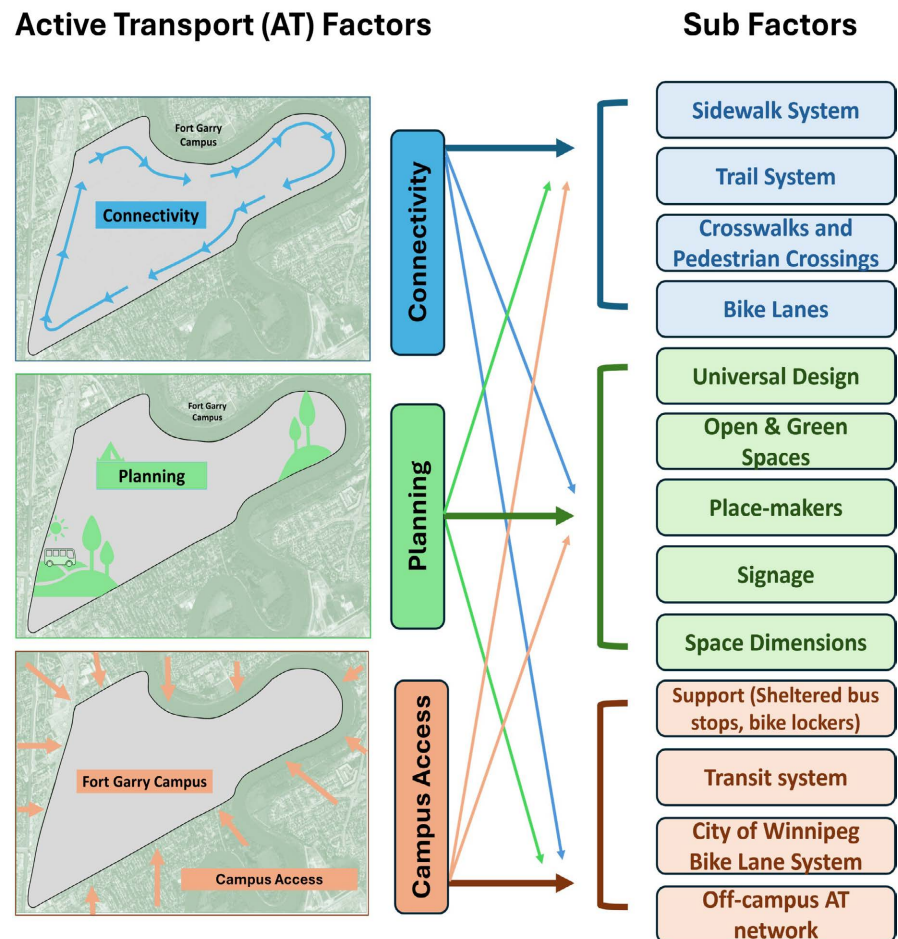 Active Transport (AT) Factors
Sub Factors
Fort Garry
Campus
Connectivity
Fort Garry
Campus
Planning
Fort Garry Campus
Campus Access
Connectivity
Planning
Campus Access
Sidewalk System
Trail System
Crosswalks and
Pedestrian Crossings
Bike Lanes
Universal Design
Open & Green
Spaces
Place-makers
Signage
Space Dimensions
Support (Sheltered bus
stops, bike lockers)
Transit system
City of Winnipeg
Bike Lane System
Off-campus AT
network